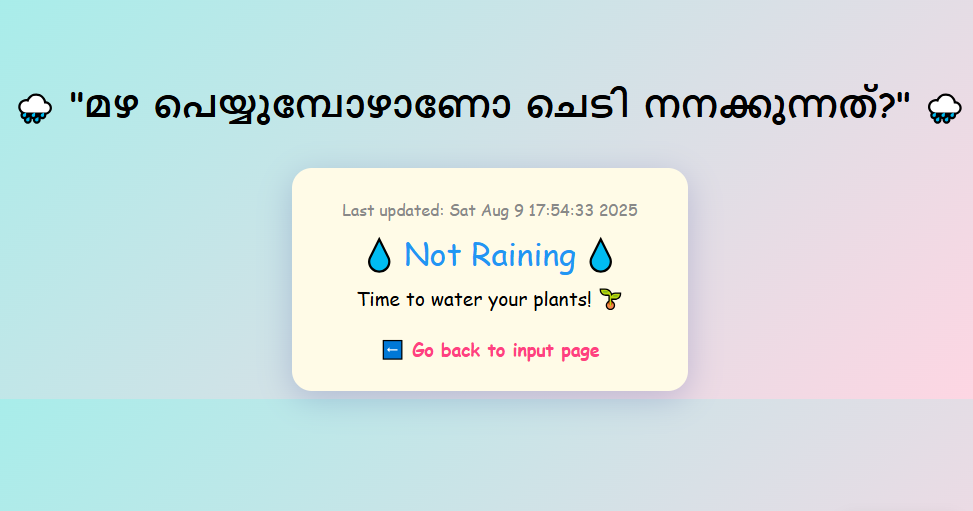 🌧️ "മഴ പെയ്യുമ്പോഴാണോ ചെടി നനക്കുന്നത്?" 🌧️
Last updated: Sat Aug 9 17:54:33 2025
💧 Not Raining 💧
Time to water your plants! 🌱
⬅️ Go back to input page